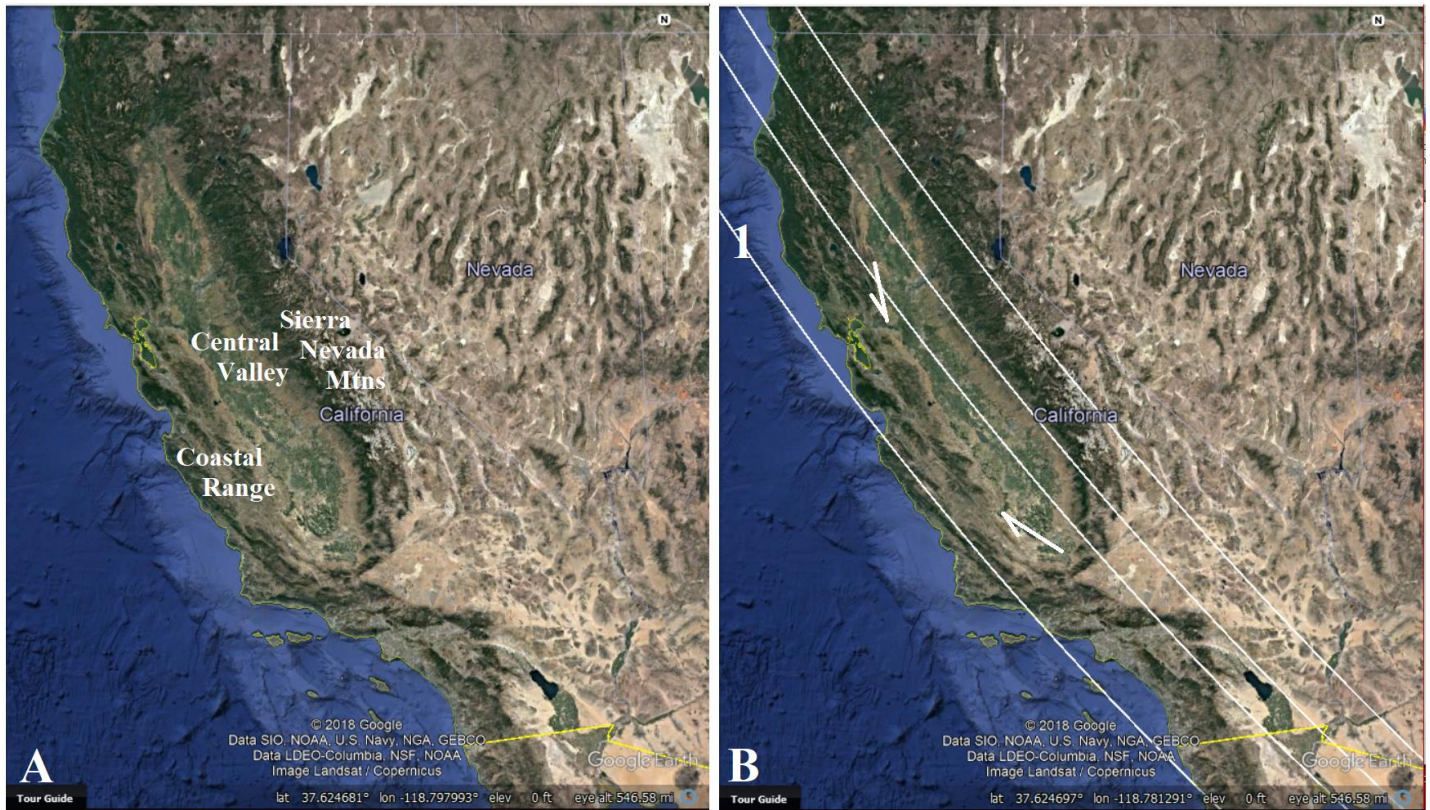 N
Nevada
Sierra
Nevada
Mtns
Central
Valley
California
Coastal
Range
© 2018 Google
Data SIO, NOAA, U.S. Navy, NGA, GEBCO
Data LDEO-Columbia, NSF, NOAA
Image Landsat / Copernicus
Google Earth
A
Tour Guide
lat 37.624681° lon -118.797993° elev 0 ft eye alt 546.58 mi
N
1
Nevada
California
© 2018 Google
Data SIO, NOAA, U.S. Navy, NGA, GEBCO
Data LDEO-Columbia, NSF, NOAA
Image Landsat / Copernicus
Google Earth
B
Tour Guide
lat 37.624697° lon -118.781291° elev 0 ft eye alt 546.58 mi